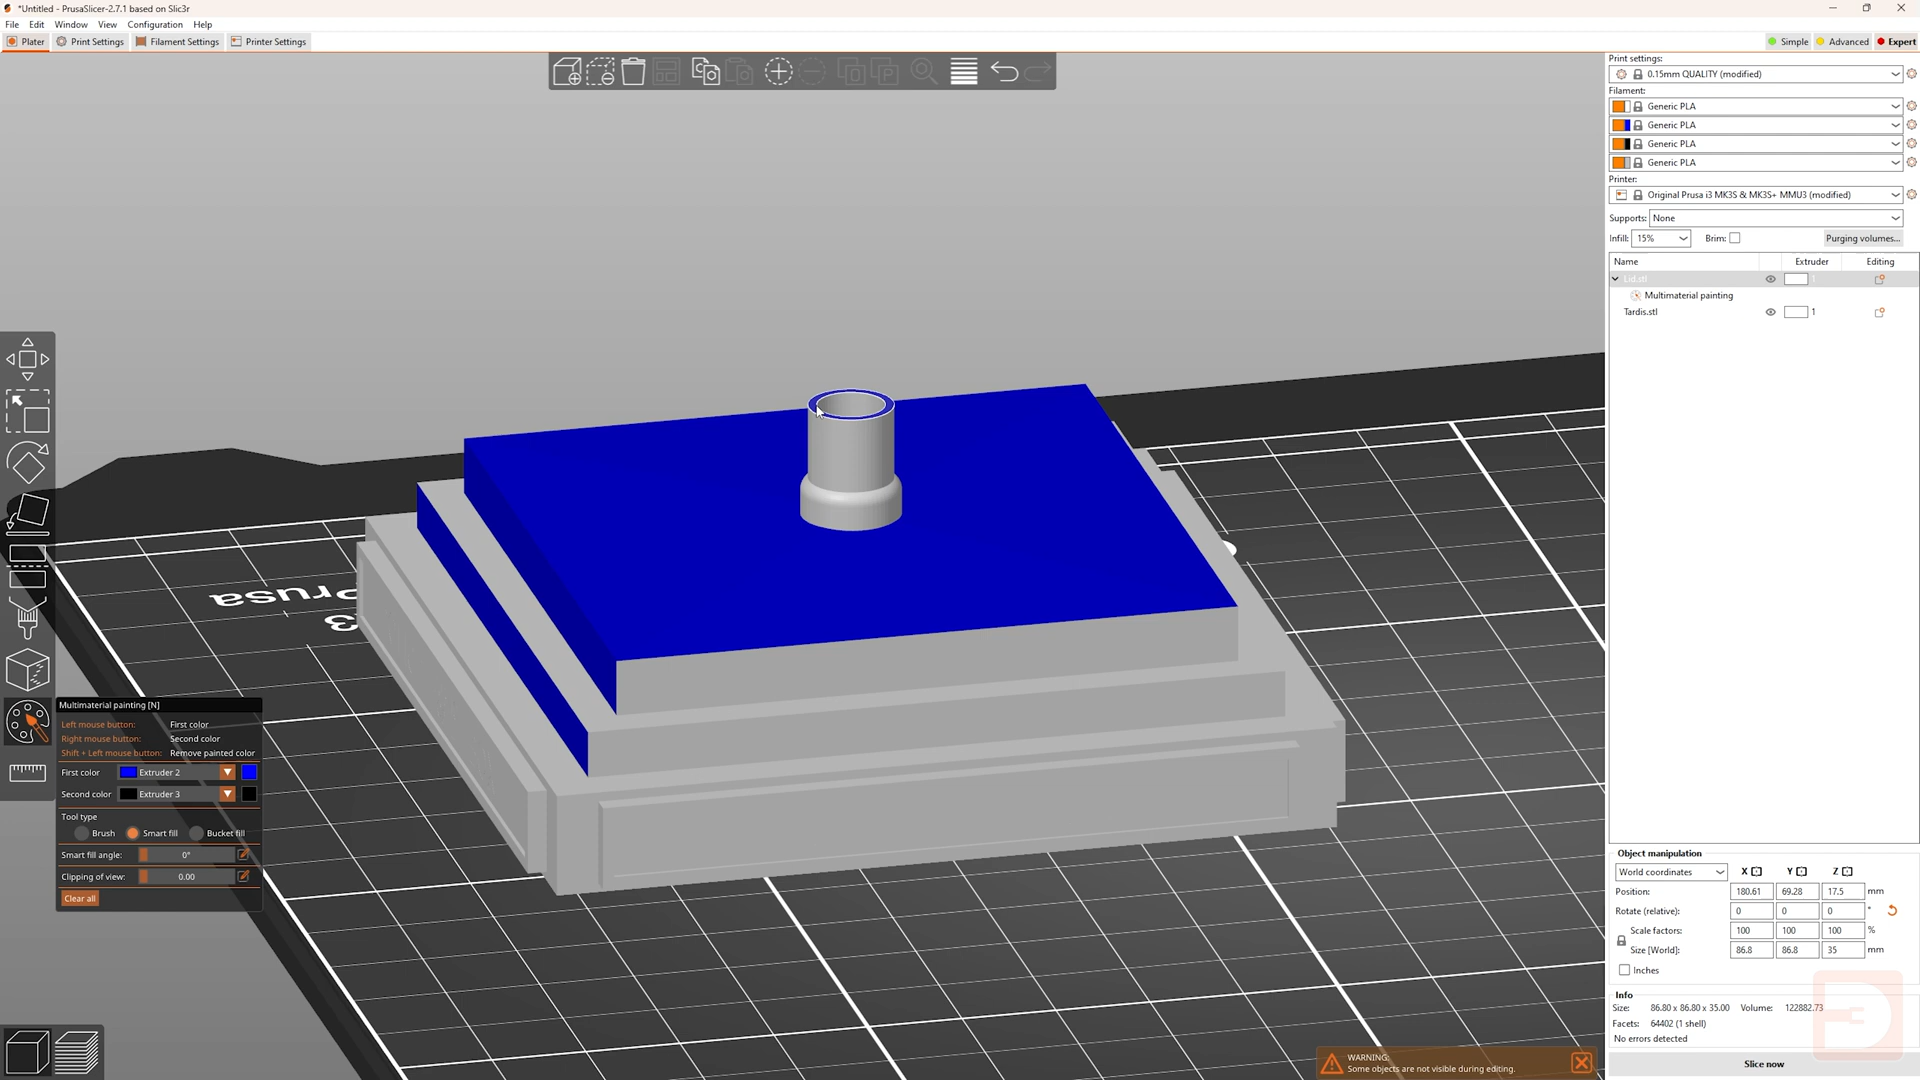 *Untitled - PrusaSlicer-2.7.1 based on Slic3r
File Edit Window View Configuration Help
Plater Print Settings Filament Settings Printer Settings
Simple Advanced Expert
Print settings:
0.15mm QUALITY (modified)
Filament:
Generic PLA
Generic PLA
Generic PLA
Generic PLA
Printer:
Original Prusa i3 MK3S & MK3S+ MMU3 (modified)
Supports: None
Infill: 15% Brim: Purging volumes...
Name Extruder Editing
Lid.stl 1
Multimaterial painting
Tardis.stl 1
Prusa
3
Multimaterial painting [N]
Left mouse button: First color
Right mouse button: Second color
Shift + Left mouse button: Remove painted color
First color Extruder 2
Second color Extruder 3
Tool type
Brush Smart fill Bucket fill
Smart fill angle: 0°
Clipping of view: 0.00
Clear all
Object manipulation
World coordinates X Y Z
Position: 180.61 69.28 17.5 mm
Rotate (relative): 0 0 0 °
Scale factors: 100 100 100 %
Size [World]: 86.8 86.8 35 mm
Inches
Info
Size: 86.80 x 86.80 x 35.00 Volume: 122882.73
Facets: 64402 (1 shell)
No errors detected
WARNING:
Some objects are not visible during editing.
Slice now